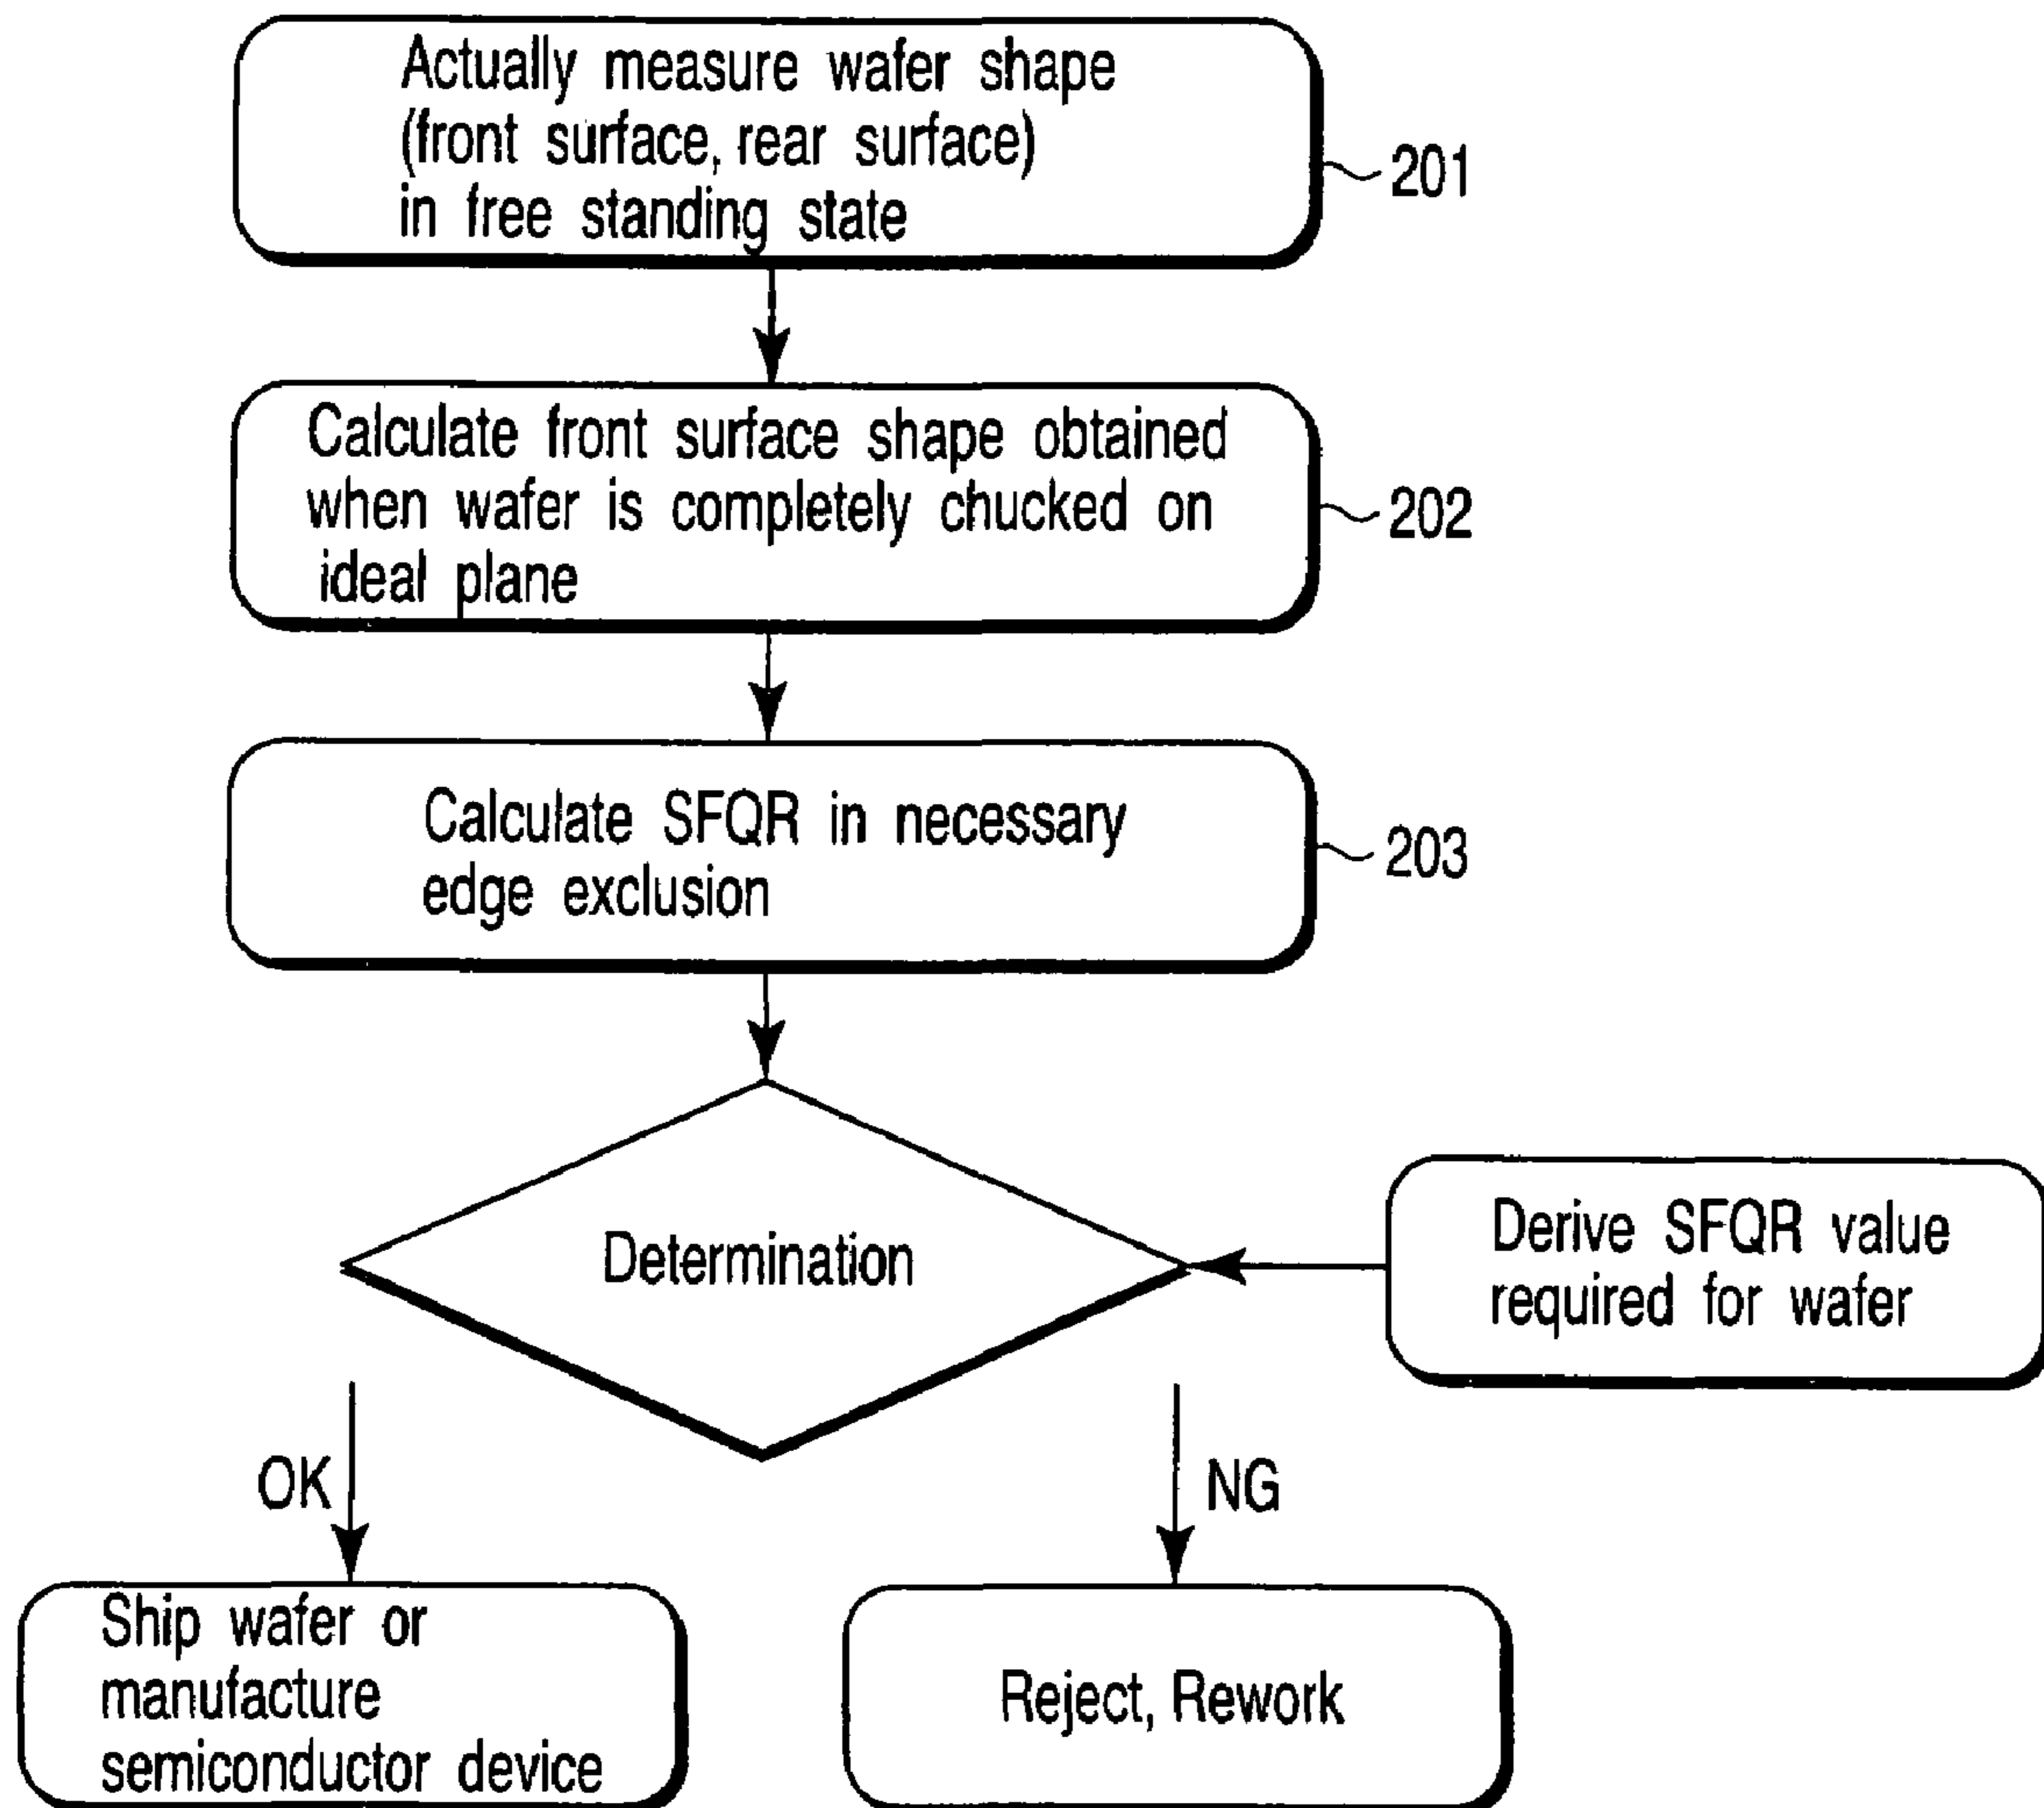 Actually measure wafer shape
(front surface, rear surface)
in free standing state
201
Calculate front surface shape obtained
when wafer is completely chucked on
ideal plane
202
Calculate SFQR in necessary
edge exclusion
203
Determination
Derive SFQR value
required for wafer
OK
NG
Ship wafer or
manufacture
semiconductor device
Reject, Rework